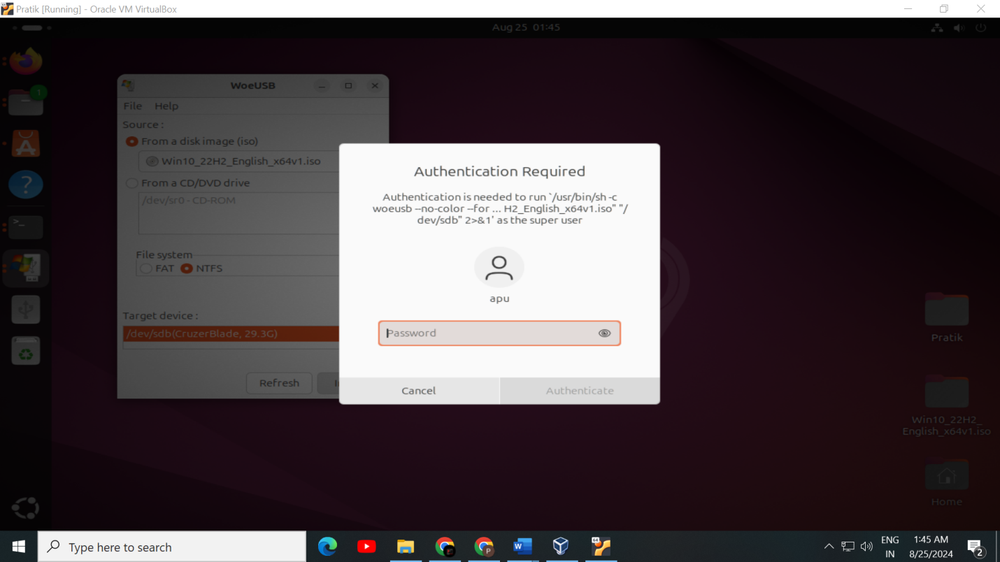 Pratik [Running] - Oracle VM VirtualBox
Aug 25 01:45
1
WoeUSB
File Help
Source :
From a disk image (iso)
Win10_22H2_English_x64v1.iso
From a CD/DVD drive
/dev/sr0 - CD-ROM
File system
FAT NTFS
Target device :
/dev/sdb(CruzerBlade, 29.3G)
Refresh
Authentication Required
Authentication is needed to run `/usr/bin/sh -c
woeusb --no-color --for ... H2_English_x64v1.iso" "/
dev/sdb" 2>&1' as the super user
apu
Password
Cancel
Authenticate
Pratik
Win10_22H2_
English_x64v1.iso
Home
Type here to search
W
P
64
ENG
IN
1:45 AM
8/25/2024
2